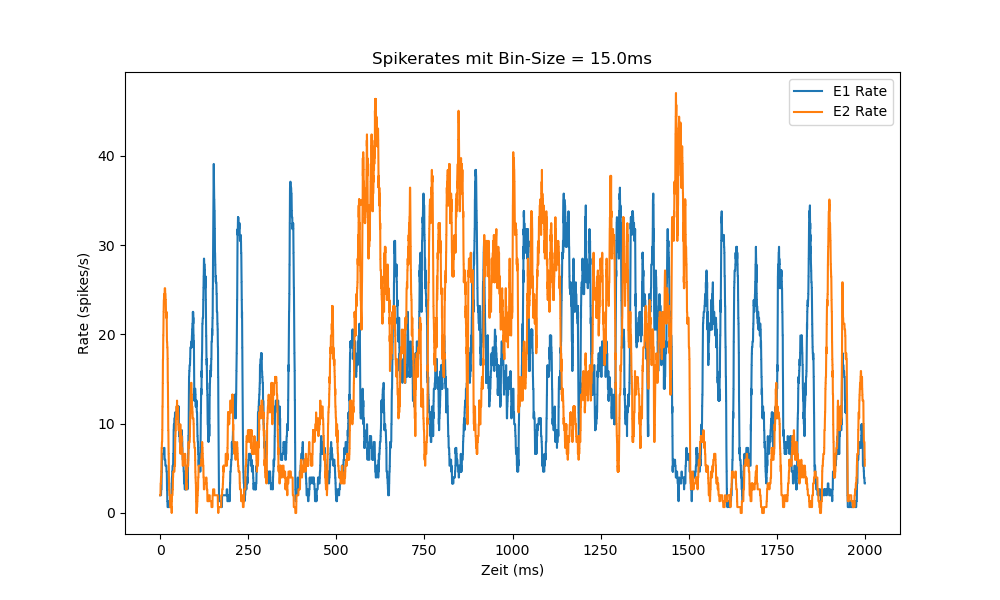 Spikerates mit Bin-Size = 15.0ms
E1 Rate
E2 Rate
Rate (spikes/s)
40
30
20
10
0
0 250 500 750 1000 1250 1500 1750 2000
Zeit (ms)